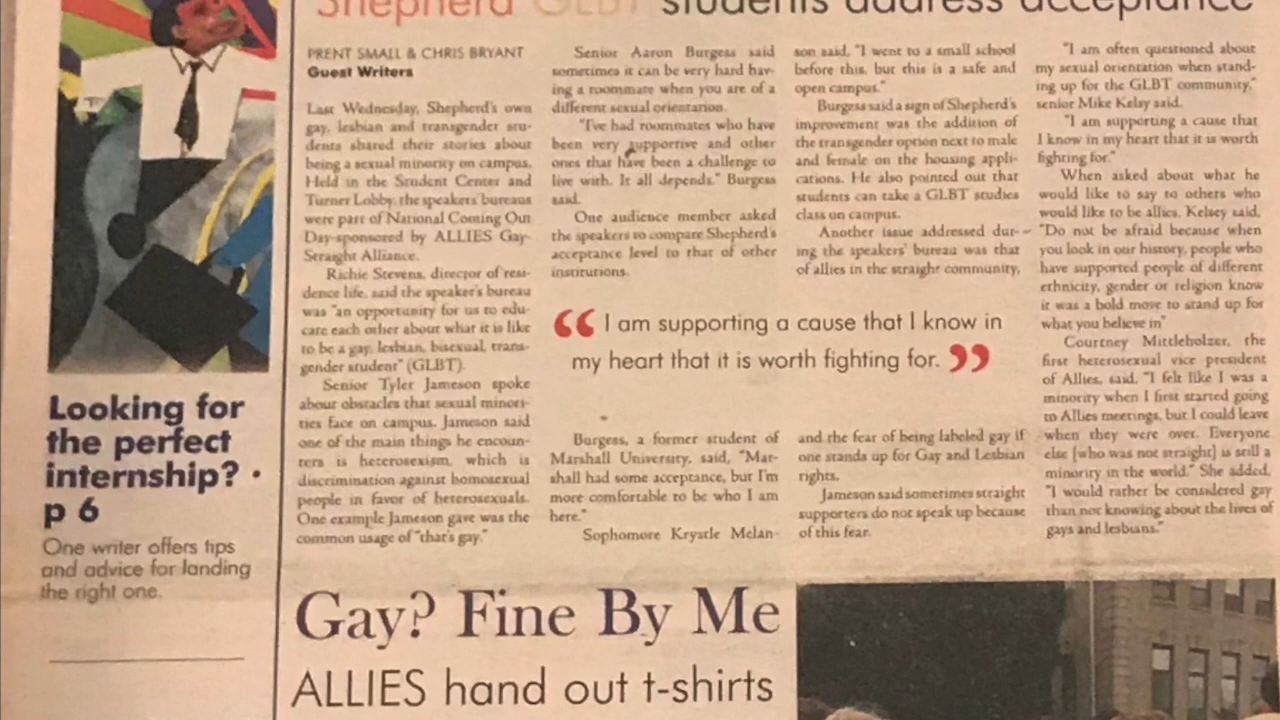 Shepherd GLBT students address acceptance
PRENT SMALL & CHRIS BRYANT
Guest Writers
Last Wednesday, Shepherd's own
gay, lesbian and transgender stu-
dents shared their stories about
being a sexual minority on campus.
Held in the Student Center and
Turner Lobby, the speakers' bureaus
were part of National Coming Out
Day-sponsored by ALLIES Gay-
Straight Alliance.
Richie Stevens, director of resi-
dence life, said the speaker's bureau
was "an opportunity for us to edu-
cate each other about what it is like
to be a gay, lesbian, bisexual, trans-
gender student" (GLBT).
Senior Tyler Jameson spoke
about obstacles that sexual minori-
ties face on campus. Jameson said
one of the main things he encoun-
ters is heterosexism, which is
discrimination against homosexual
people in favor of heterosexuals.
One example Jameson gave was the
common usage of "that's gay."
Senior Aaron Burgess said
sometimes it can be very hard hav-
ing a roommate when you are of a
different sexual orientation.
"I've had roommates who have
been very supportive and other
ones that have been a challenge to
live with. It all depends." Burgess
said.
One audience member asked
the speakers to compare Shepherd's
acceptance level to that of other
institutions.
Burgess, a former student of
Marshall University, said, "Mar-
shall had some acceptance, but I'm
more comfortable to be who I am
here."
Sophomore Krystle Melan-
son said, "I went to a small school
before this, but this is a safe and
open campus."
Burgess said a sign of Shepherd's
improvement was the addition of
the transgender option next to male
and female on the housing appli-
cations. He also pointed out that
students can take a GLBT studies
class on campus.
Another issue addressed dur-
ing the speakers' bureau was that
of allies in the straight community,
and the fear of being labeled gay if
one stands up for Gay and Lesbian
rights.
Jameson said sometimes straight
supporters do not speak up because
of this fear.
"I am often questioned about
my sexual orientation when stand-
ing up for the GLBT community,"
senior Mike Kelsy said.
"I am supporting a cause that
I know in my heart that it is worth
fighting for."
When asked about what he
would like to say to others who
would like to be allies, Kelsey said,
"Do not be afraid because when
you look in our history, people who
have supported people of different
ethnicity, gender or religion know
it was a bold move to stand up for
what you believe in"
Courtney Mittleholzer, the
first heterosexual vice president
of Allies, said, "I felt like I was a
minority when I first started going
to Allies meetings, but I could leave
when they were over. Everyone
else [who was not straight] is still a
minority in the world." She added,
"I would rather be considered gay
than not knowing about the lives of
gays and lesbians."
“ I am supporting a cause that I know in
my heart that it is worth fighting for. ”
Looking for
the perfect
internship? •
p 6
One writer offers tips
and advice for landing
the right one.
Gay? Fine By Me
ALLIES hand out t-shirts